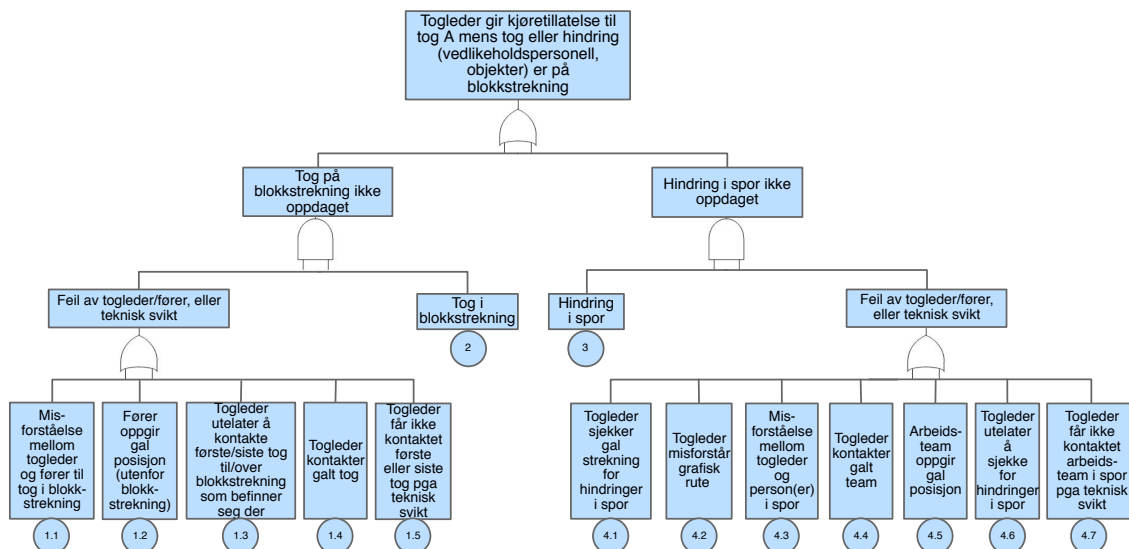 Togleder gir kjøretillatelse til
tog A mens tog eller hindring
(vedlikeholdspersonell,
objekter) er på
blokkstrekning
Tog på
blokkstrekning ikke
oppdaget
Hindring i spor ikke
oppdaget
Feil av togleder/fører, eller
teknisk svikt
Tog i
blokkstrekning
2
Hindring
i spor
3
Feil av togleder/fører,
eller teknisk svikt
Mis-
forståelse
mellom
togleder
og fører til
tog i blokk-
strekning
1.1
Fører
oppgir
gal
posisjon
(utenfor
blokk-
strekning)
1.2
Togleder
utelater å
kontakte
første/siste tog
til/over
blokkstrekning
som befinner
seg der
1.3
Togleder
kontakter
galt tog
1.4
Togleder
får ikke
kontaktet
første
eller siste
tog pga
teknisk
svikt
1.5
Togleder
sjekker
gal
strekning
for
hindringer
i spor
4.1
Togleder
misforstår
grafisk
rute
4.2
Mis-
forståelse
mellom
togleder
og
person(er)
i spor
4.3
Togleder
kontakter
galt
team
4.4
Arbeids-
team
oppgir
gal
posisjon
4.5
Togleder
utelater
å
sjekke
for
hindringer
i spor
4.6
Togleder
får ikke
kontaktet
arbeids-
team i spor
pga teknisk
svikt
4.7